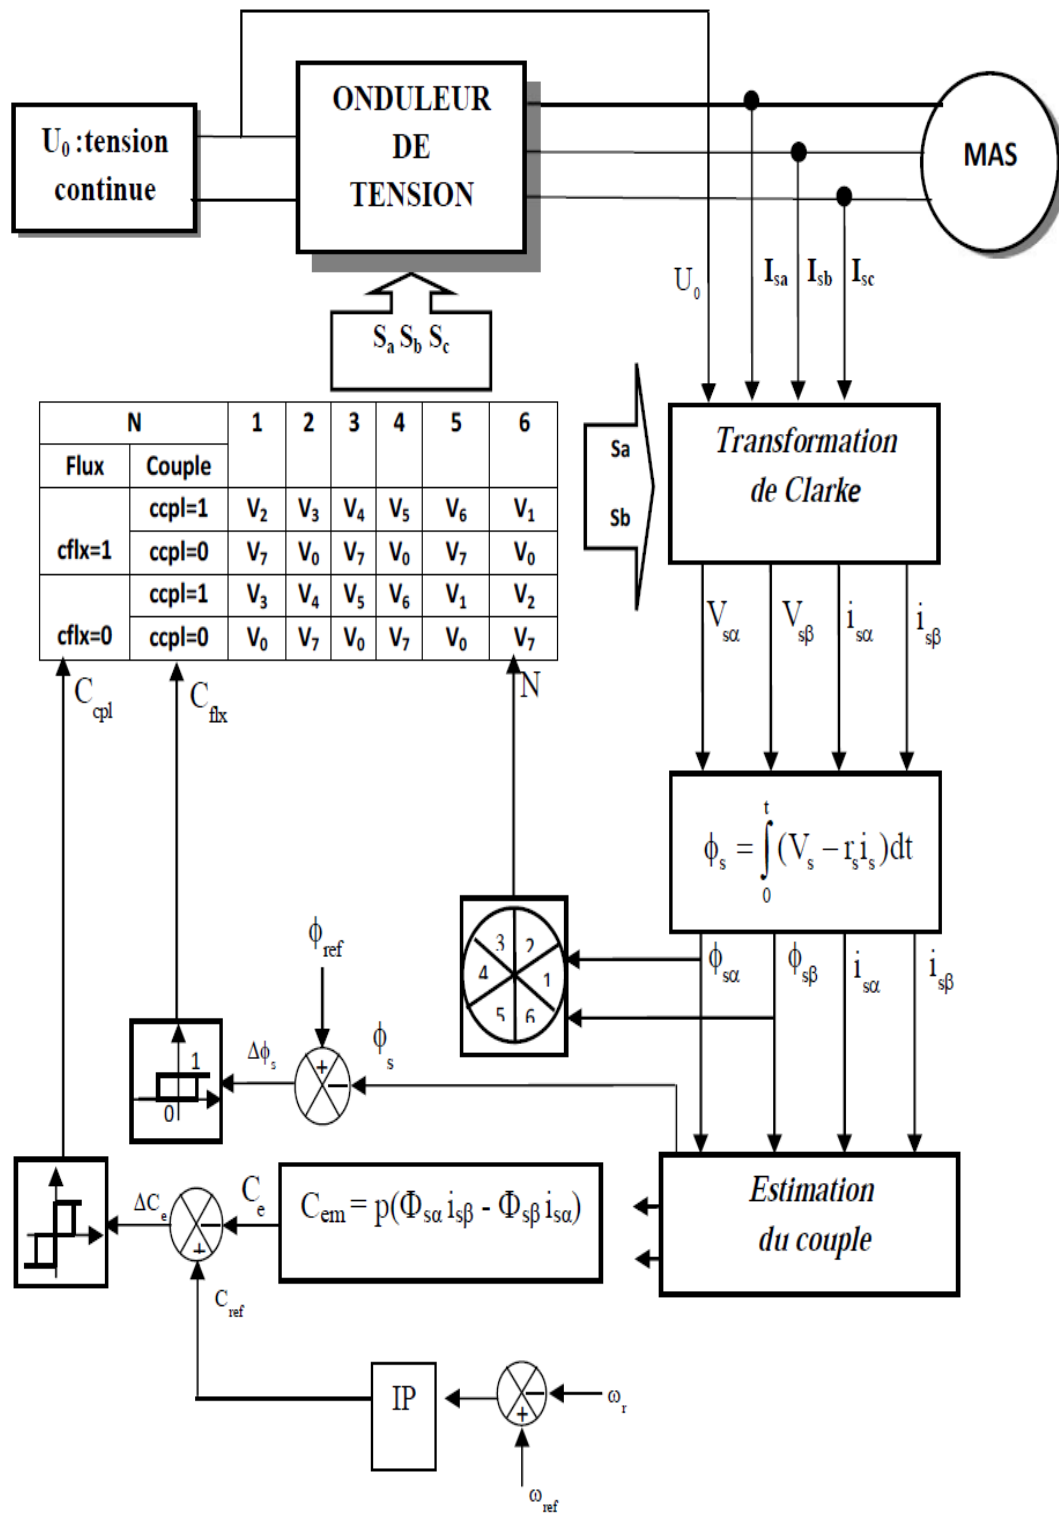 U₀ :tension
continue
ONDULEUR
DE
TENSION
MAS
U₀
Isa Isb Isc
Sa Sb Sc
N 1 2 3 4 5 6
Flux Couple
cflx=1 ccpl=1 V₂ V₃ V₄ V₅ V₆ V₁
ccpl=0 V₇ V₀ V₇ V₀ V₇ V₀
cflx=0 ccpl=1 V₃ V₄ V₅ V₆ V₁ V₂
ccpl=0 V₀ V₇ V₀ V₇ V₀ V₇
Sa
Sb
Transformation
de Clarke
Vsα Vsβ isα isβ
Ccpl
Cflx
N
ϕs = ∫₀ᵗ (Vs − rs is)dt
3 2
4 1
5 6
ϕsα ϕsβ isα isβ
ϕref
+
−
Δϕs
ϕs
1
0
Estimation
du couple
Cem = p(Φsα isβ - Φsβ isα)
Ce
ΔCe
−
+
Cref
IP
−
+
ωr
ωref